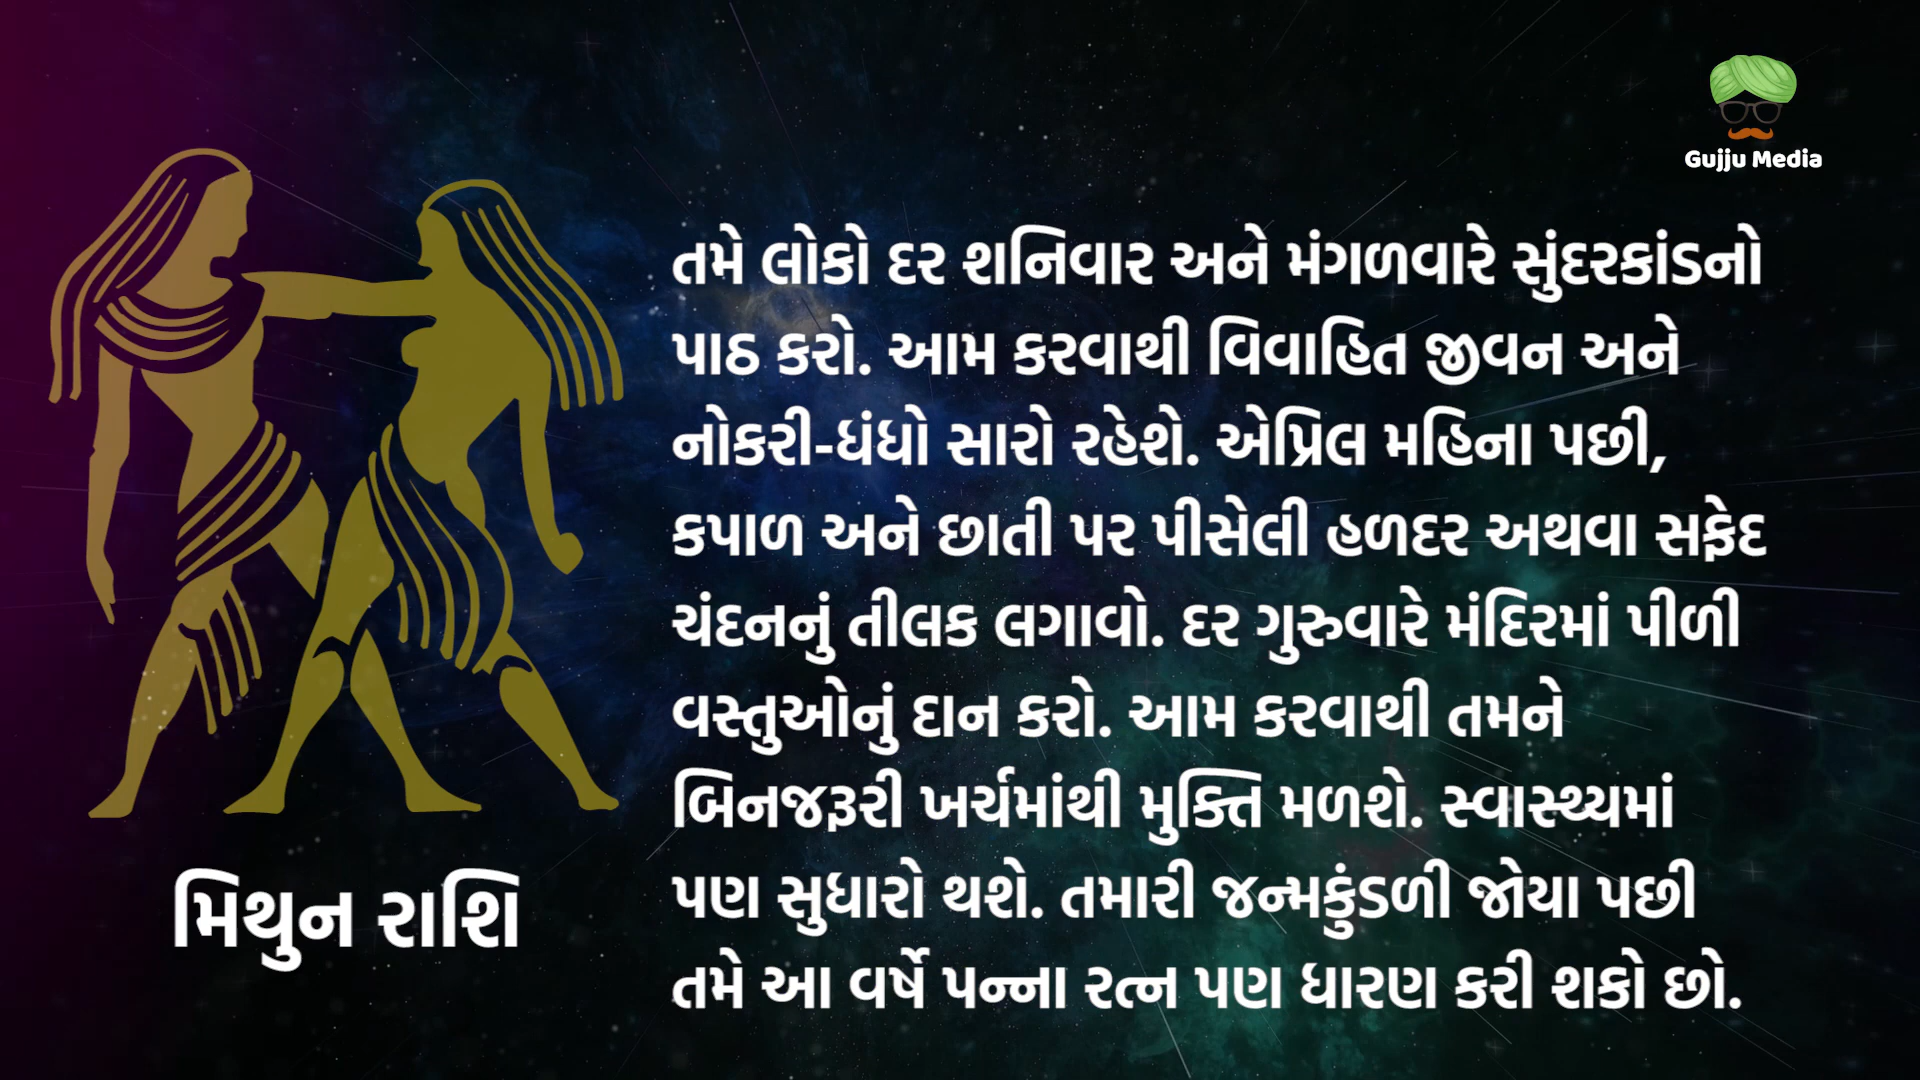 Gujju Media
તમે લોકો દર શનિવાર અને મંગળવારે સુંદરકાંડનો
પાઠ કરો. આમ કરવાથી વિવાહિત જીવન અને
નોકરી-ધંધો સારો રહેશે. એપ્રિલ મહિના પછી,
કપાળ અને છાતી પર પીસેલી હળદર અથવા સફેદ
ચંદનનું તીલક લગાવો. દર ગુરુવારે મંદિરમાં પીળી
વસ્તુઓનું દાન કરો. આમ કરવાથી તમને
બિનજરૂરી ખર્ચમાંથી મુક્તિ મળશે. સ્વાસ્થ્યમાં
પણ સુધારો થશે. તમારી જન્મકુંડળી જોયા પછી
તમે આ વર્ષે પન્ના રત્ન પણ ધારણ કરી શકો છો.
મિથુન રાશિ